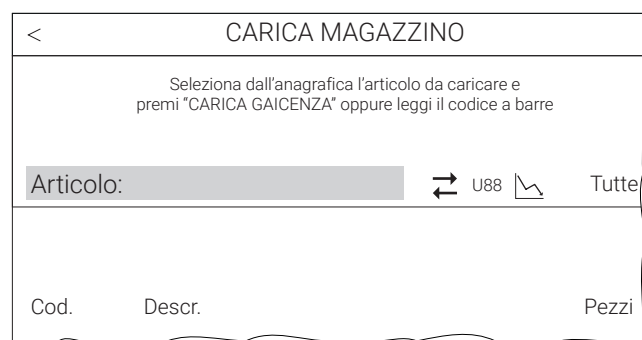 < CARICA MAGAZZINO
Seleziona dall'anagrafica l'articolo da caricare e
premi “CARICA GAICENZA” oppure leggi il codice a barre
Articolo: U88 Tutte
Cod. Descr. Pezzi